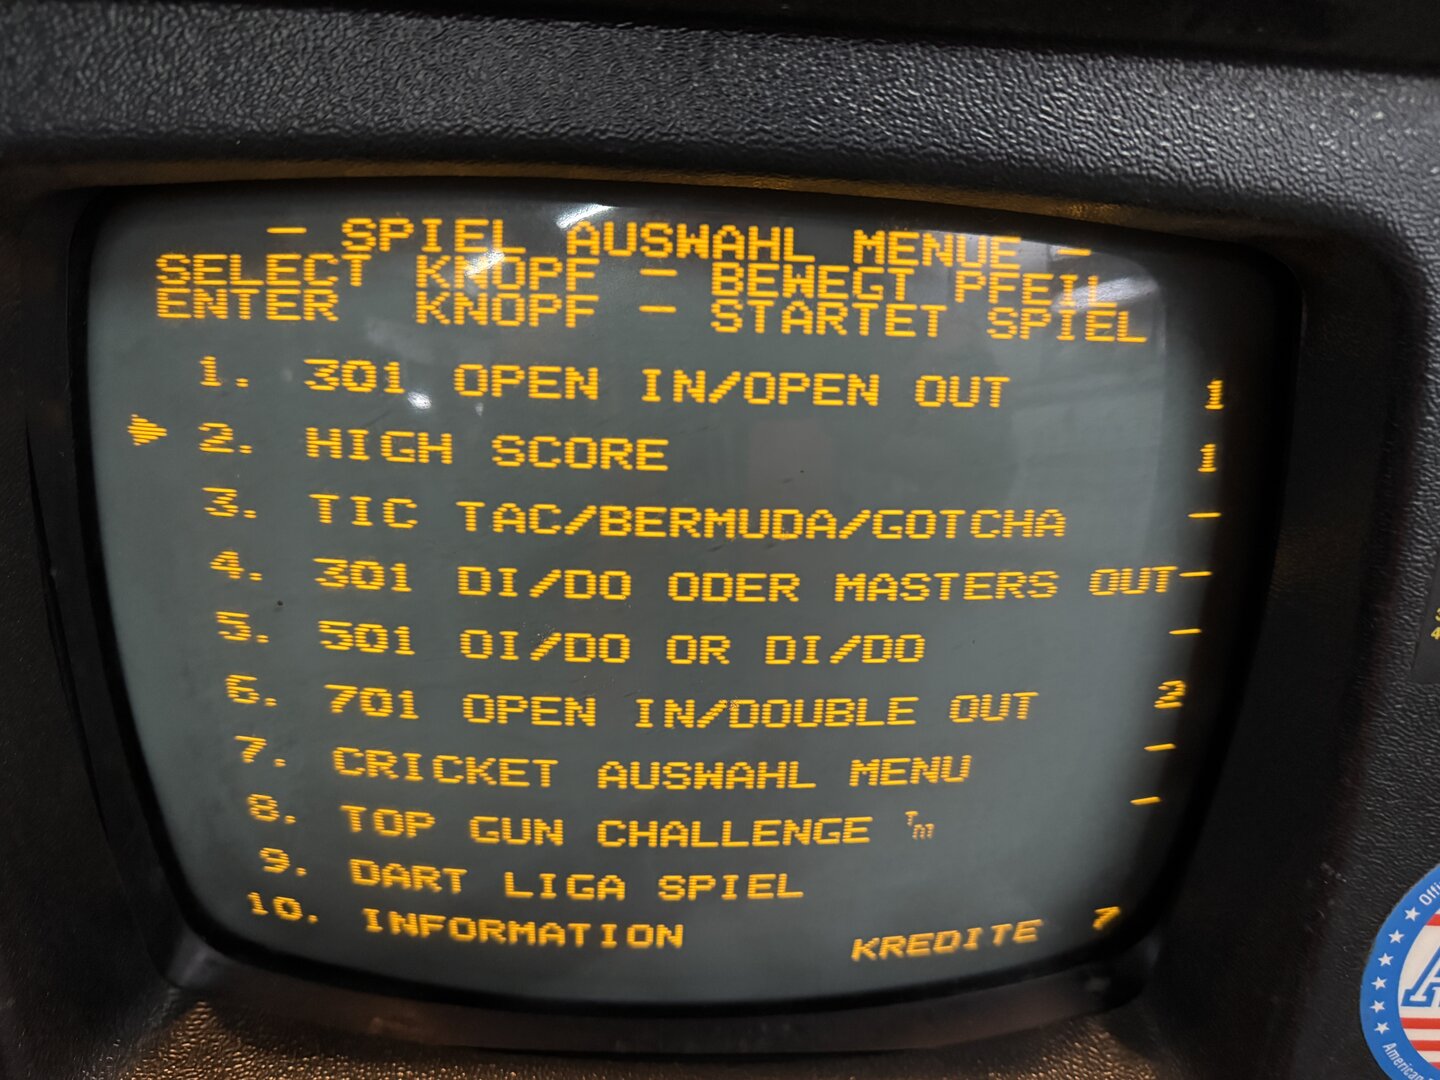 - SPIEL AUSWAHL MENUE -
SELECT KNOPF - BEWEGT PFEIL
ENTER KNOPF - STARTET SPIEL
1. 301 OPEN IN/OPEN OUT 1
2. HIGH SCORE 1
3. TIC TAC/BERMUDA/GOTCHA -
4. 301 DI/DO ODER MASTERS OUT -
5. 501 OI/DO OR DI/DO -
6. 701 OPEN IN/DOUBLE OUT 2
7. CRICKET AUSWAHL MENU -
8. TOP GUN CHALLENGE TM -
9. DART LIGA SPIEL
10. INFORMATION
KREDITE 7
American